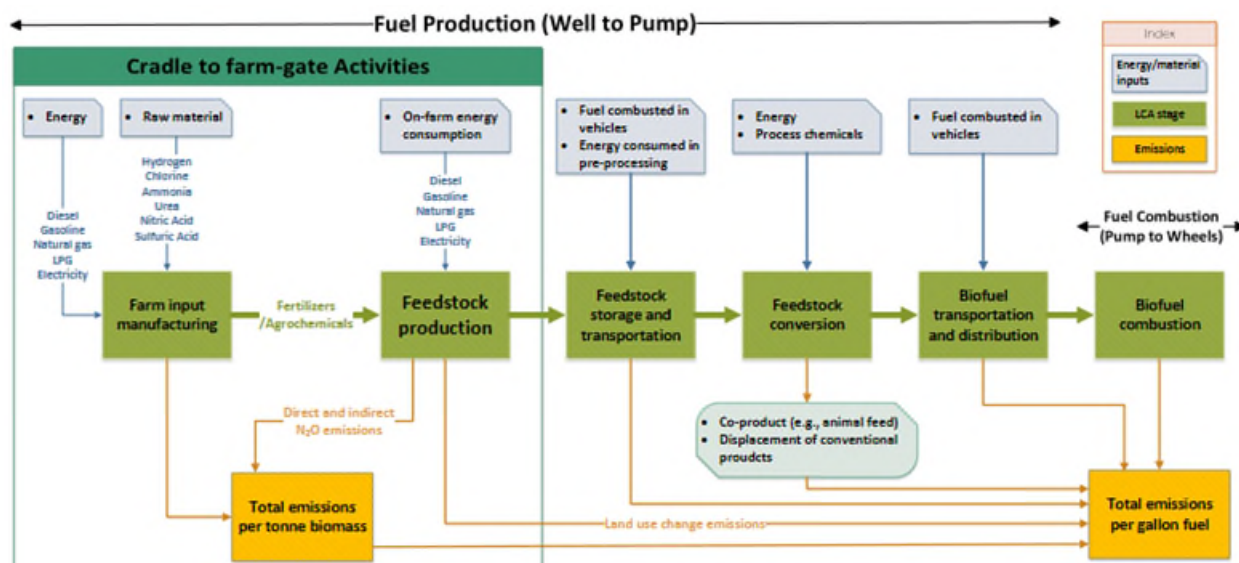 Fuel Production (Well to Pump)
Cradle to farm-gate Activities
Index
Energy/material
inputs
LCA stage
Emissions
• Energy
• Raw material
• On-farm energy
consumption
• Fuel combusted in
vehicles
• Energy consumed in
pre-processing
• Energy
• Process chemicals
• Fuel combusted in
vehicles
Hydrogen
Chlorine
Ammonia
Urea
Nitric Acid
Sulfuric Acid
Diesel
Gasoline
Natural gas
LPG
Electricity
Diesel
Gasoline
Natural gas
LPG
Electricity
Fuel Combustion
(Pump to Wheels)
Farm input
manufacturing
Fertilizers
/Agrochemicals
Feedstock
production
Feedstock
storage and
transportation
Feedstock
conversion
Biofuel
transportation
and distribution
Biofuel
combustion
Direct and indirect
N₂O emissions
• Co-product (e.g., animal feed)
• Displacement of conventional
proudcts
Total emissions
per tonne biomass
Land use change emissions
Total emissions
per gallon fuel